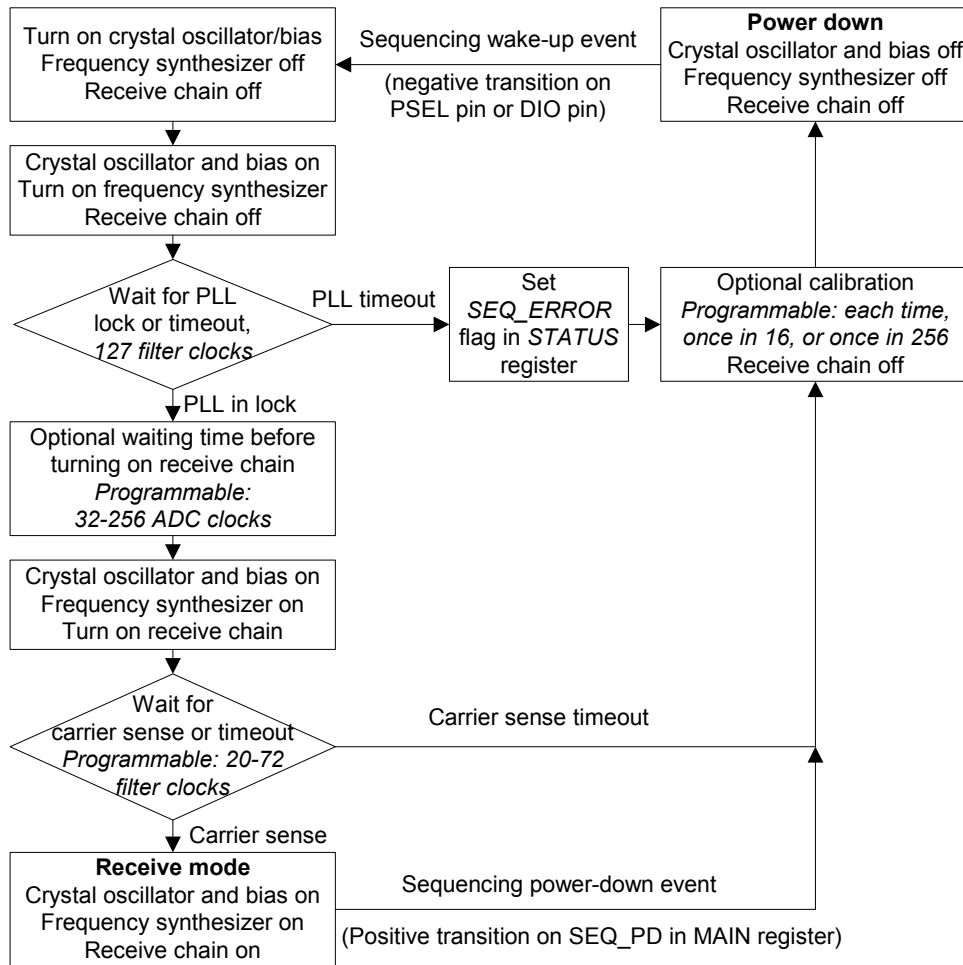 Turn on crystal oscillator/bias
Frequency synthesizer off
Receive chain off
Sequencing wake-up event
(negative transition on
PSEL pin or DIO pin)
Power down
Crystal oscillator and bias off
Frequency synthesizer off
Receive chain off
Crystal oscillator and bias on
Turn on frequency synthesizer
Receive chain off
Wait for PLL
lock or timeout,
127 filter clocks
PLL timeout
Set
SEQ_ERROR
flag in STATUS
register
Optional calibration
Programmable: each time,
once in 16, or once in 256
Receive chain off
PLL in lock
Optional waiting time before
turning on receive chain
Programmable:
32-256 ADC clocks
Crystal oscillator and bias on
Frequency synthesizer on
Turn on receive chain
Wait for
carrier sense or timeout
Programmable: 20-72
filter clocks
Carrier sense timeout
Carrier sense
Receive mode
Crystal oscillator and bias on
Frequency synthesizer on
Receive chain on
Sequencing power-down event
(Positive transition on SEQ_PD in MAIN register)